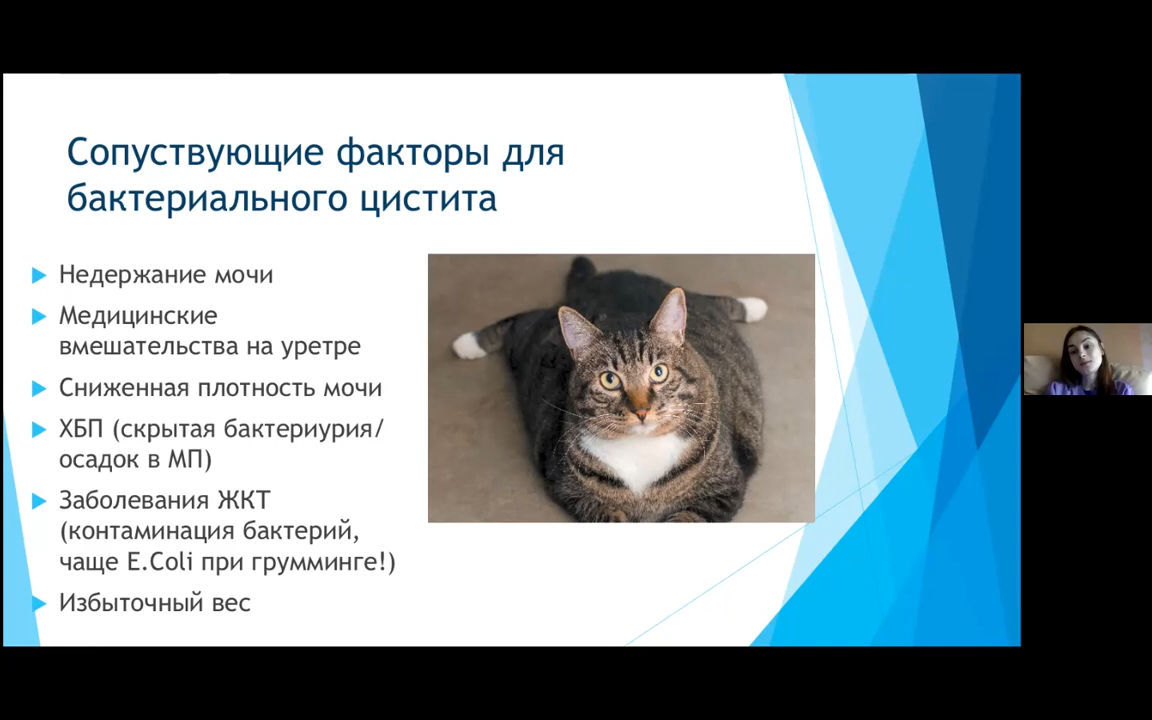 Сопуствующие факторы для
бактериального цистита
Недержание мочи
Медицинские
вмешательства на уретре
Сниженная плотность мочи
ХБП (скрытая бактериурия/
осадок в МП)
Заболевания ЖКТ
(контаминация бактерий,
чаще E.Coli при грумминге!)
Избыточный вес